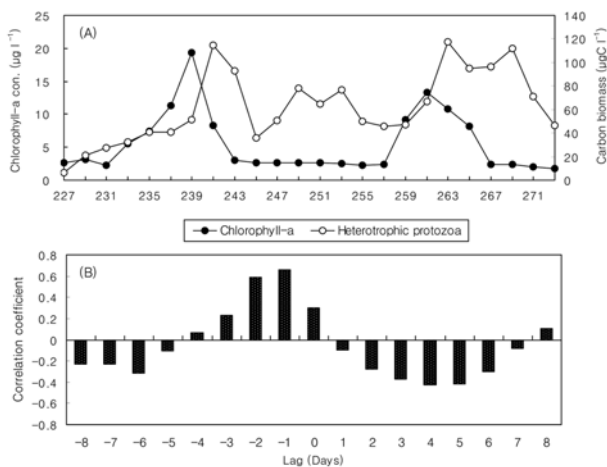 (A)
Chlorophyll-a con. (μg l⁻¹)
25
20
15
10
5
0
Carbon biomass (μgC l⁻¹)
140
120
100
80
60
40
20
0
227 231 235 239 243 247 251 255 259 263 267 271
Chlorophyll-a Heterotrophic protozoa
(B)
Correlation coefficient
0.8
0.6
0.4
0.2
0
-0.2
-0.4
-0.6
-0.8
-8 -7 -6 -5 -4 -3 -2 -1 0 1 2 3 4 5 6 7 8
Lag (Days)